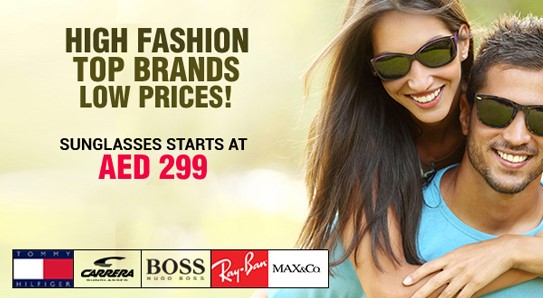 HIGH FASHION
TOP BRANDS
LOW PRICES!
SUNGLASSES STARTS AT
AED 299
TOMMY
HILFIGER
CARRERA
SUNGLASSES
BOSS
HUGO BOSS
Ray-Ban
MAX&Co.